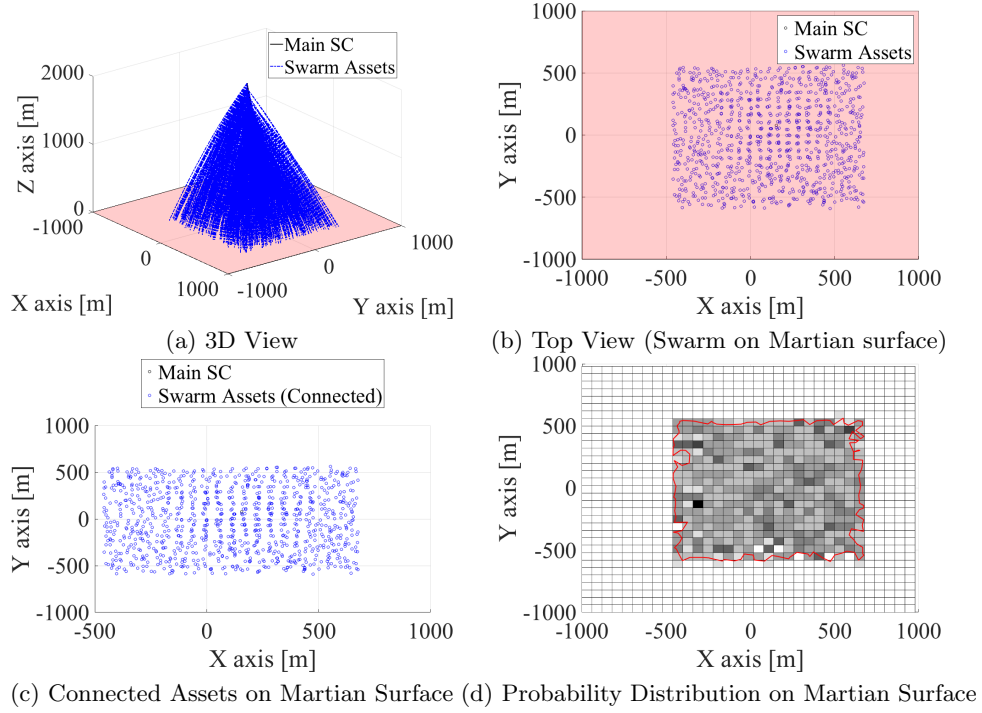 2000
1000
0
Z axis [m]
-1000
0
1000
X axis [m]
-1000
0
1000
Y axis [m]
Main SC
Swarm Assets
(a) 3D View
1000
500
0
-500
-1000
Y axis [m]
-1000 -500 0 500 1000
X axis [m]
Main SC
Swarm Assets
(b) Top View (Swarm on Martian surface)
Main SC
Swarm Assets (Connected)
1000
500
0
-500
-1000
Y axis [m]
-500 0 500 1000
X axis [m]
(c) Connected Assets on Martian Surface
1000
500
0
-500
-1000
Y axis [m]
-1000 -500 0 500 1000
X axis [m]
(d) Probability Distribution on Martian Surface